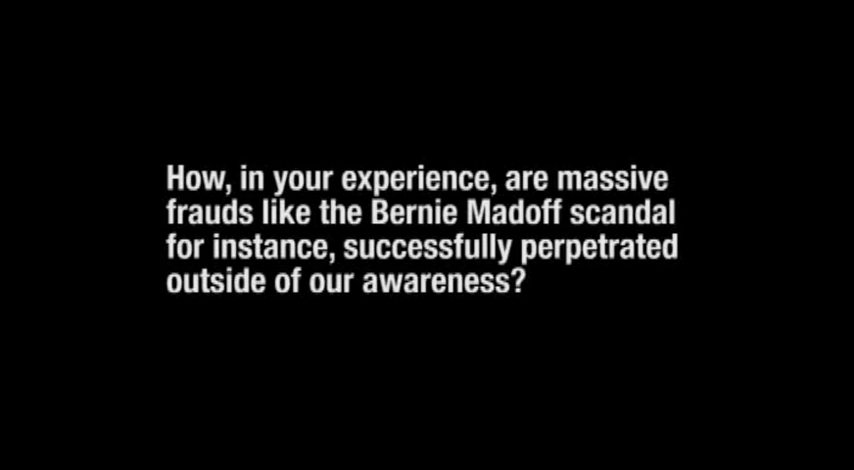 How, in your experience, are massive
frauds like the Bernie Madoff scandal
for instance, successfully perpetrated
outside of our awareness?